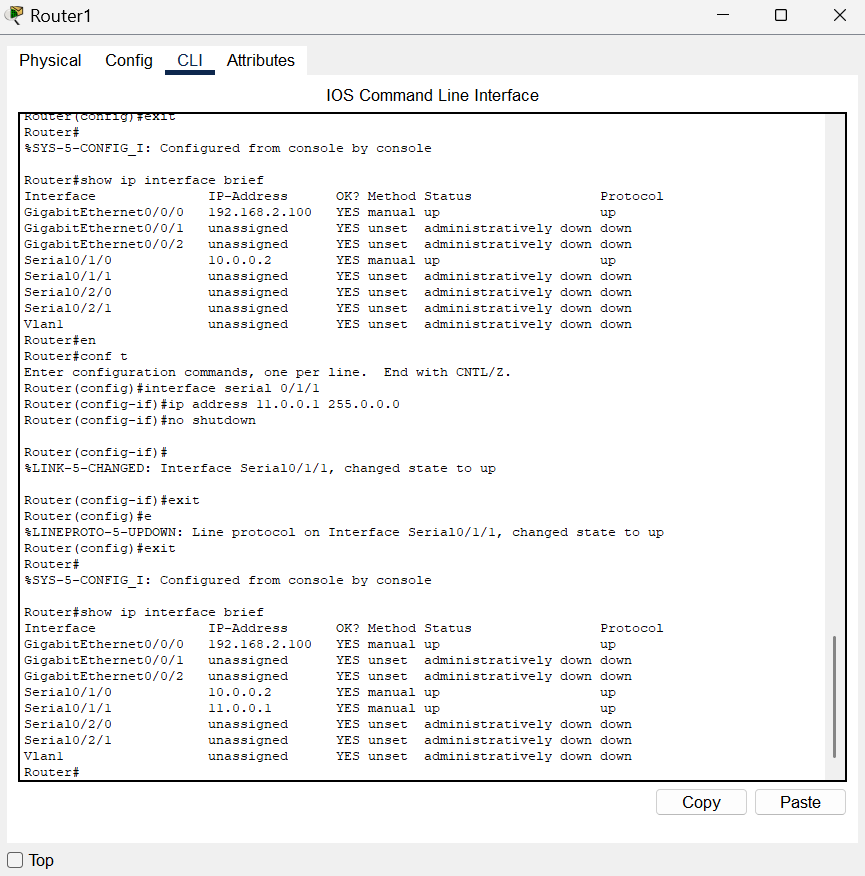 Router1
Physical Config CLI Attributes
IOS Command Line Interface
Router(config)#exit
Router#
%SYS-5-CONFIG_I: Configured from console by console
Router#show ip interface brief
Interface IP-Address OK? Method Status Protocol
GigabitEthernet0/0/0 192.168.2.100 YES manual up up
GigabitEthernet0/0/1 unassigned YES unset administratively down down
GigabitEthernet0/0/2 unassigned YES unset administratively down down
Serial0/1/0 10.0.0.2 YES manual up up
Serial0/1/1 unassigned YES unset administratively down down
Serial0/2/0 unassigned YES unset administratively down down
Serial0/2/1 unassigned YES unset administratively down down
Vlan1 unassigned YES unset administratively down down
Router#en
Router#conf t
Enter configuration commands, one per line. End with CNTL/Z.
Router(config)#interface serial 0/1/1
Router(config-if)#ip address 11.0.0.1 255.0.0.0
Router(config-if)#no shutdown
Router(config-if)#
%LINK-5-CHANGED: Interface Serial0/1/1, changed state to up
Router(config-if)#exit
Router(config)#e
%LINEPROTO-5-UPDOWN: Line protocol on Interface Serial0/1/1, changed state to up
Router(config)#exit
Router#
%SYS-5-CONFIG_I: Configured from console by console
Router#show ip interface brief
Interface IP-Address OK? Method Status Protocol
GigabitEthernet0/0/0 192.168.2.100 YES manual up up
GigabitEthernet0/0/1 unassigned YES unset administratively down down
GigabitEthernet0/0/2 unassigned YES unset administratively down down
Serial0/1/0 10.0.0.2 YES manual up up
Serial0/1/1 11.0.0.1 YES manual up up
Serial0/2/0 unassigned YES unset administratively down down
Serial0/2/1 unassigned YES unset administratively down down
Vlan1 unassigned YES unset administratively down down
Router#
Copy Paste
Top